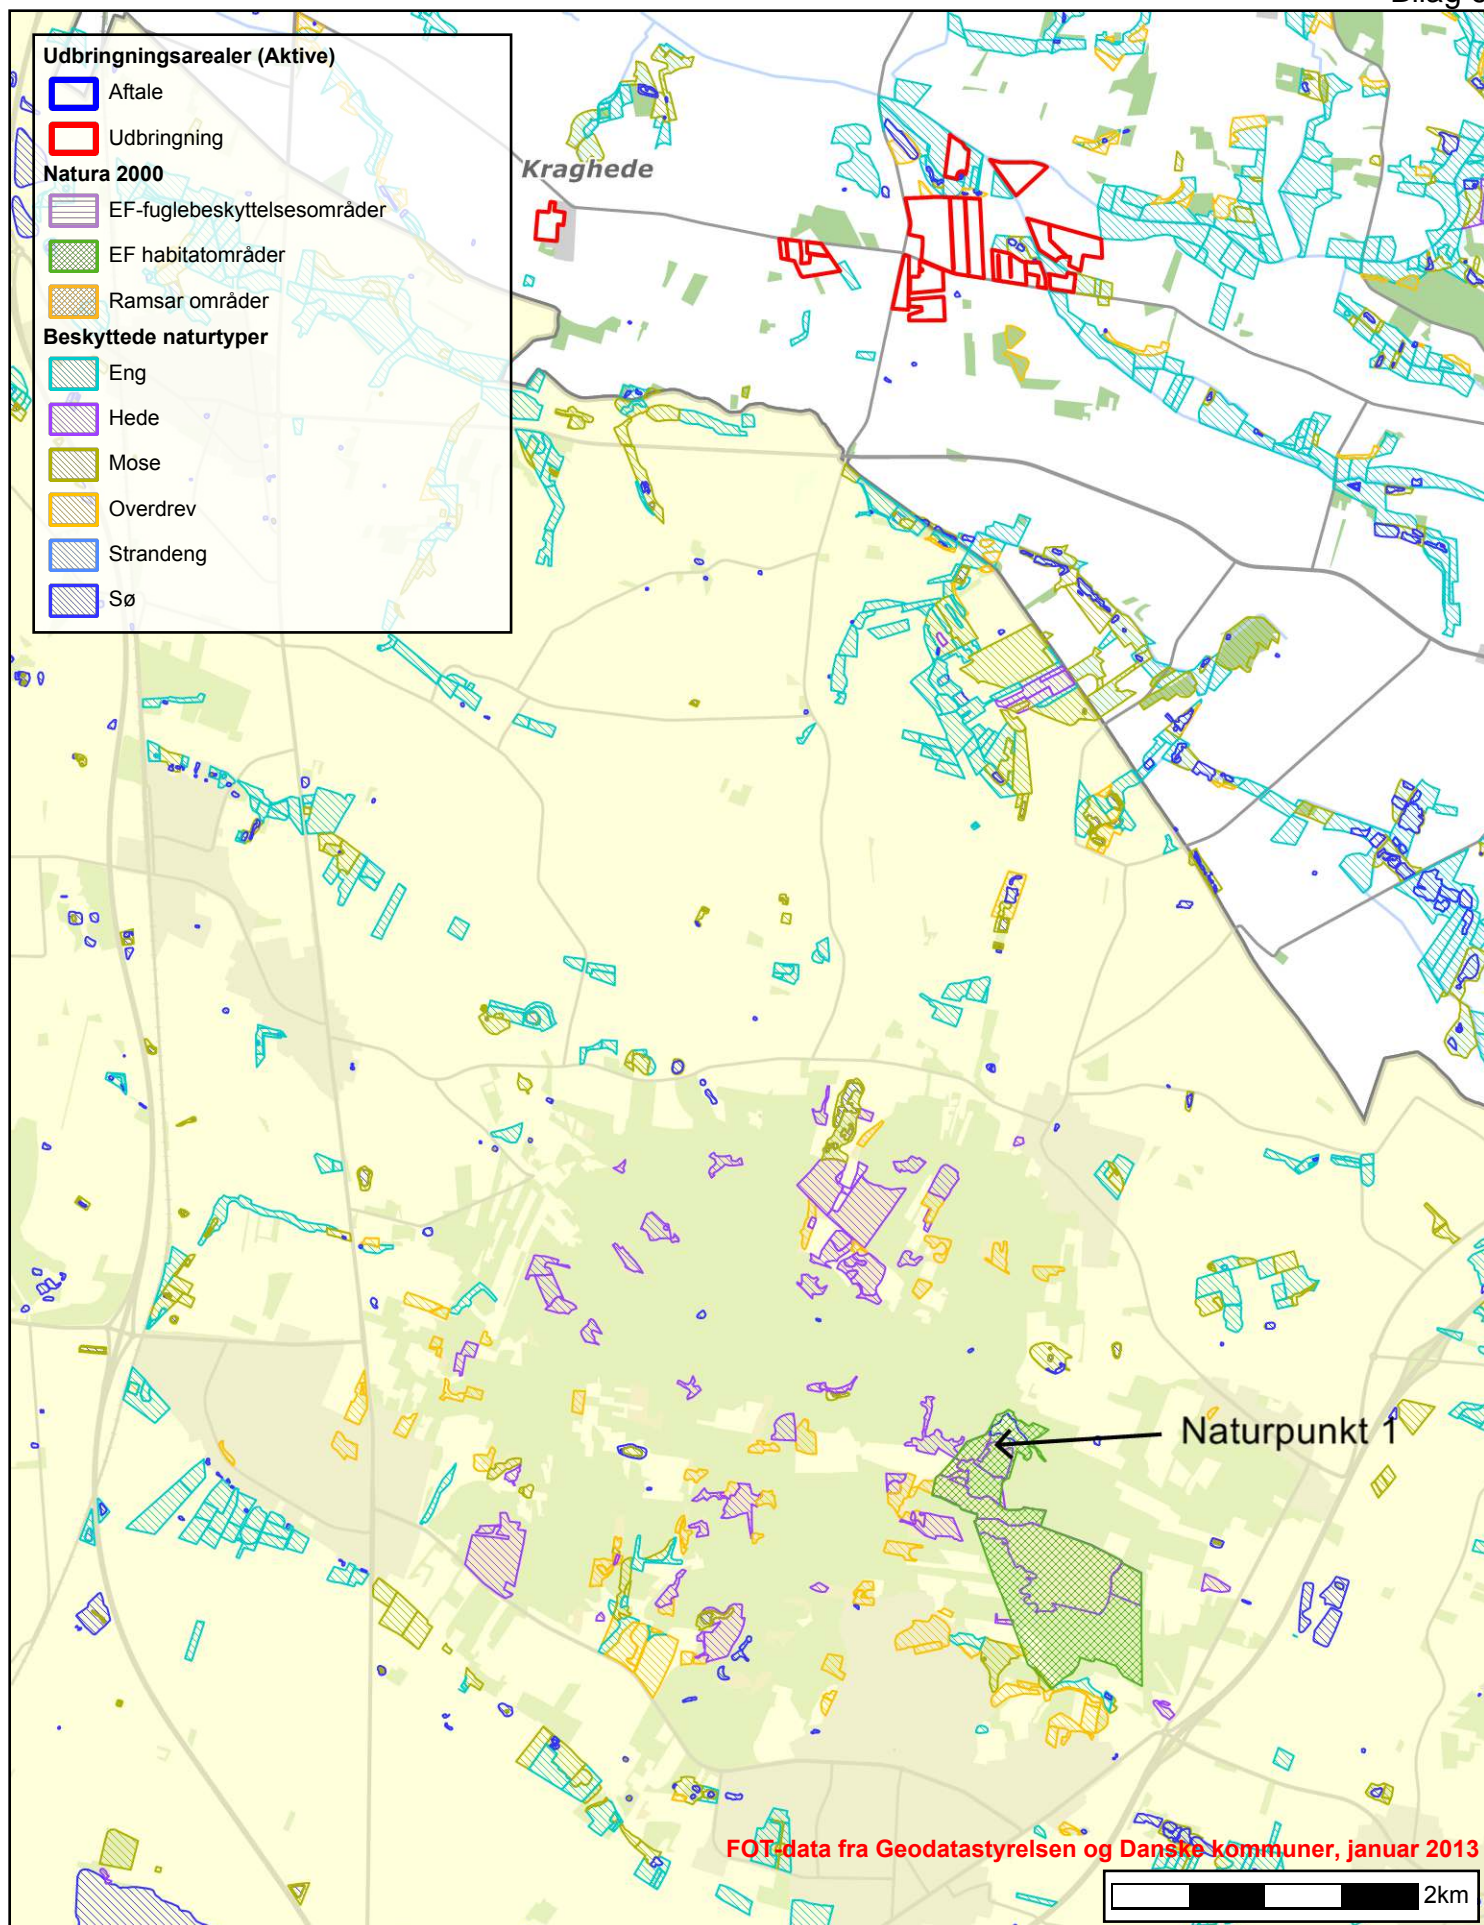 Udbringningsarealer (Aktive)
Aftale
Udbringning
Natura 2000
EF-fuglebeskyttelsesområder
EF habitatområder
Ramsar områder
Beskyttede naturtyper
Eng
Hede
Mose
Overdrev
Strandeng
Sø
Kraghede
Naturpunkt 1
FOT-data fra Geodatastyrelsen og Danske kommuner, januar 2013
2km